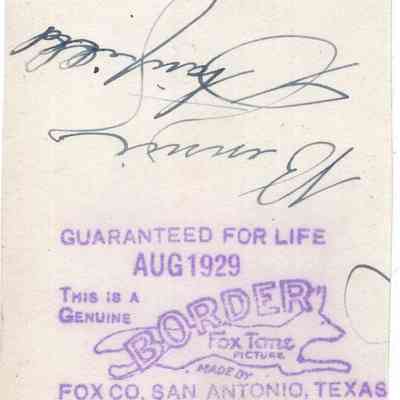 GUARANTEED FOR LIFE
AUG 1929
THIS IS A
GENUINE
BORDER
Fox Tone
PICTURE
MADE BY
FOX CO. SAN ANTONIO, TEXAS